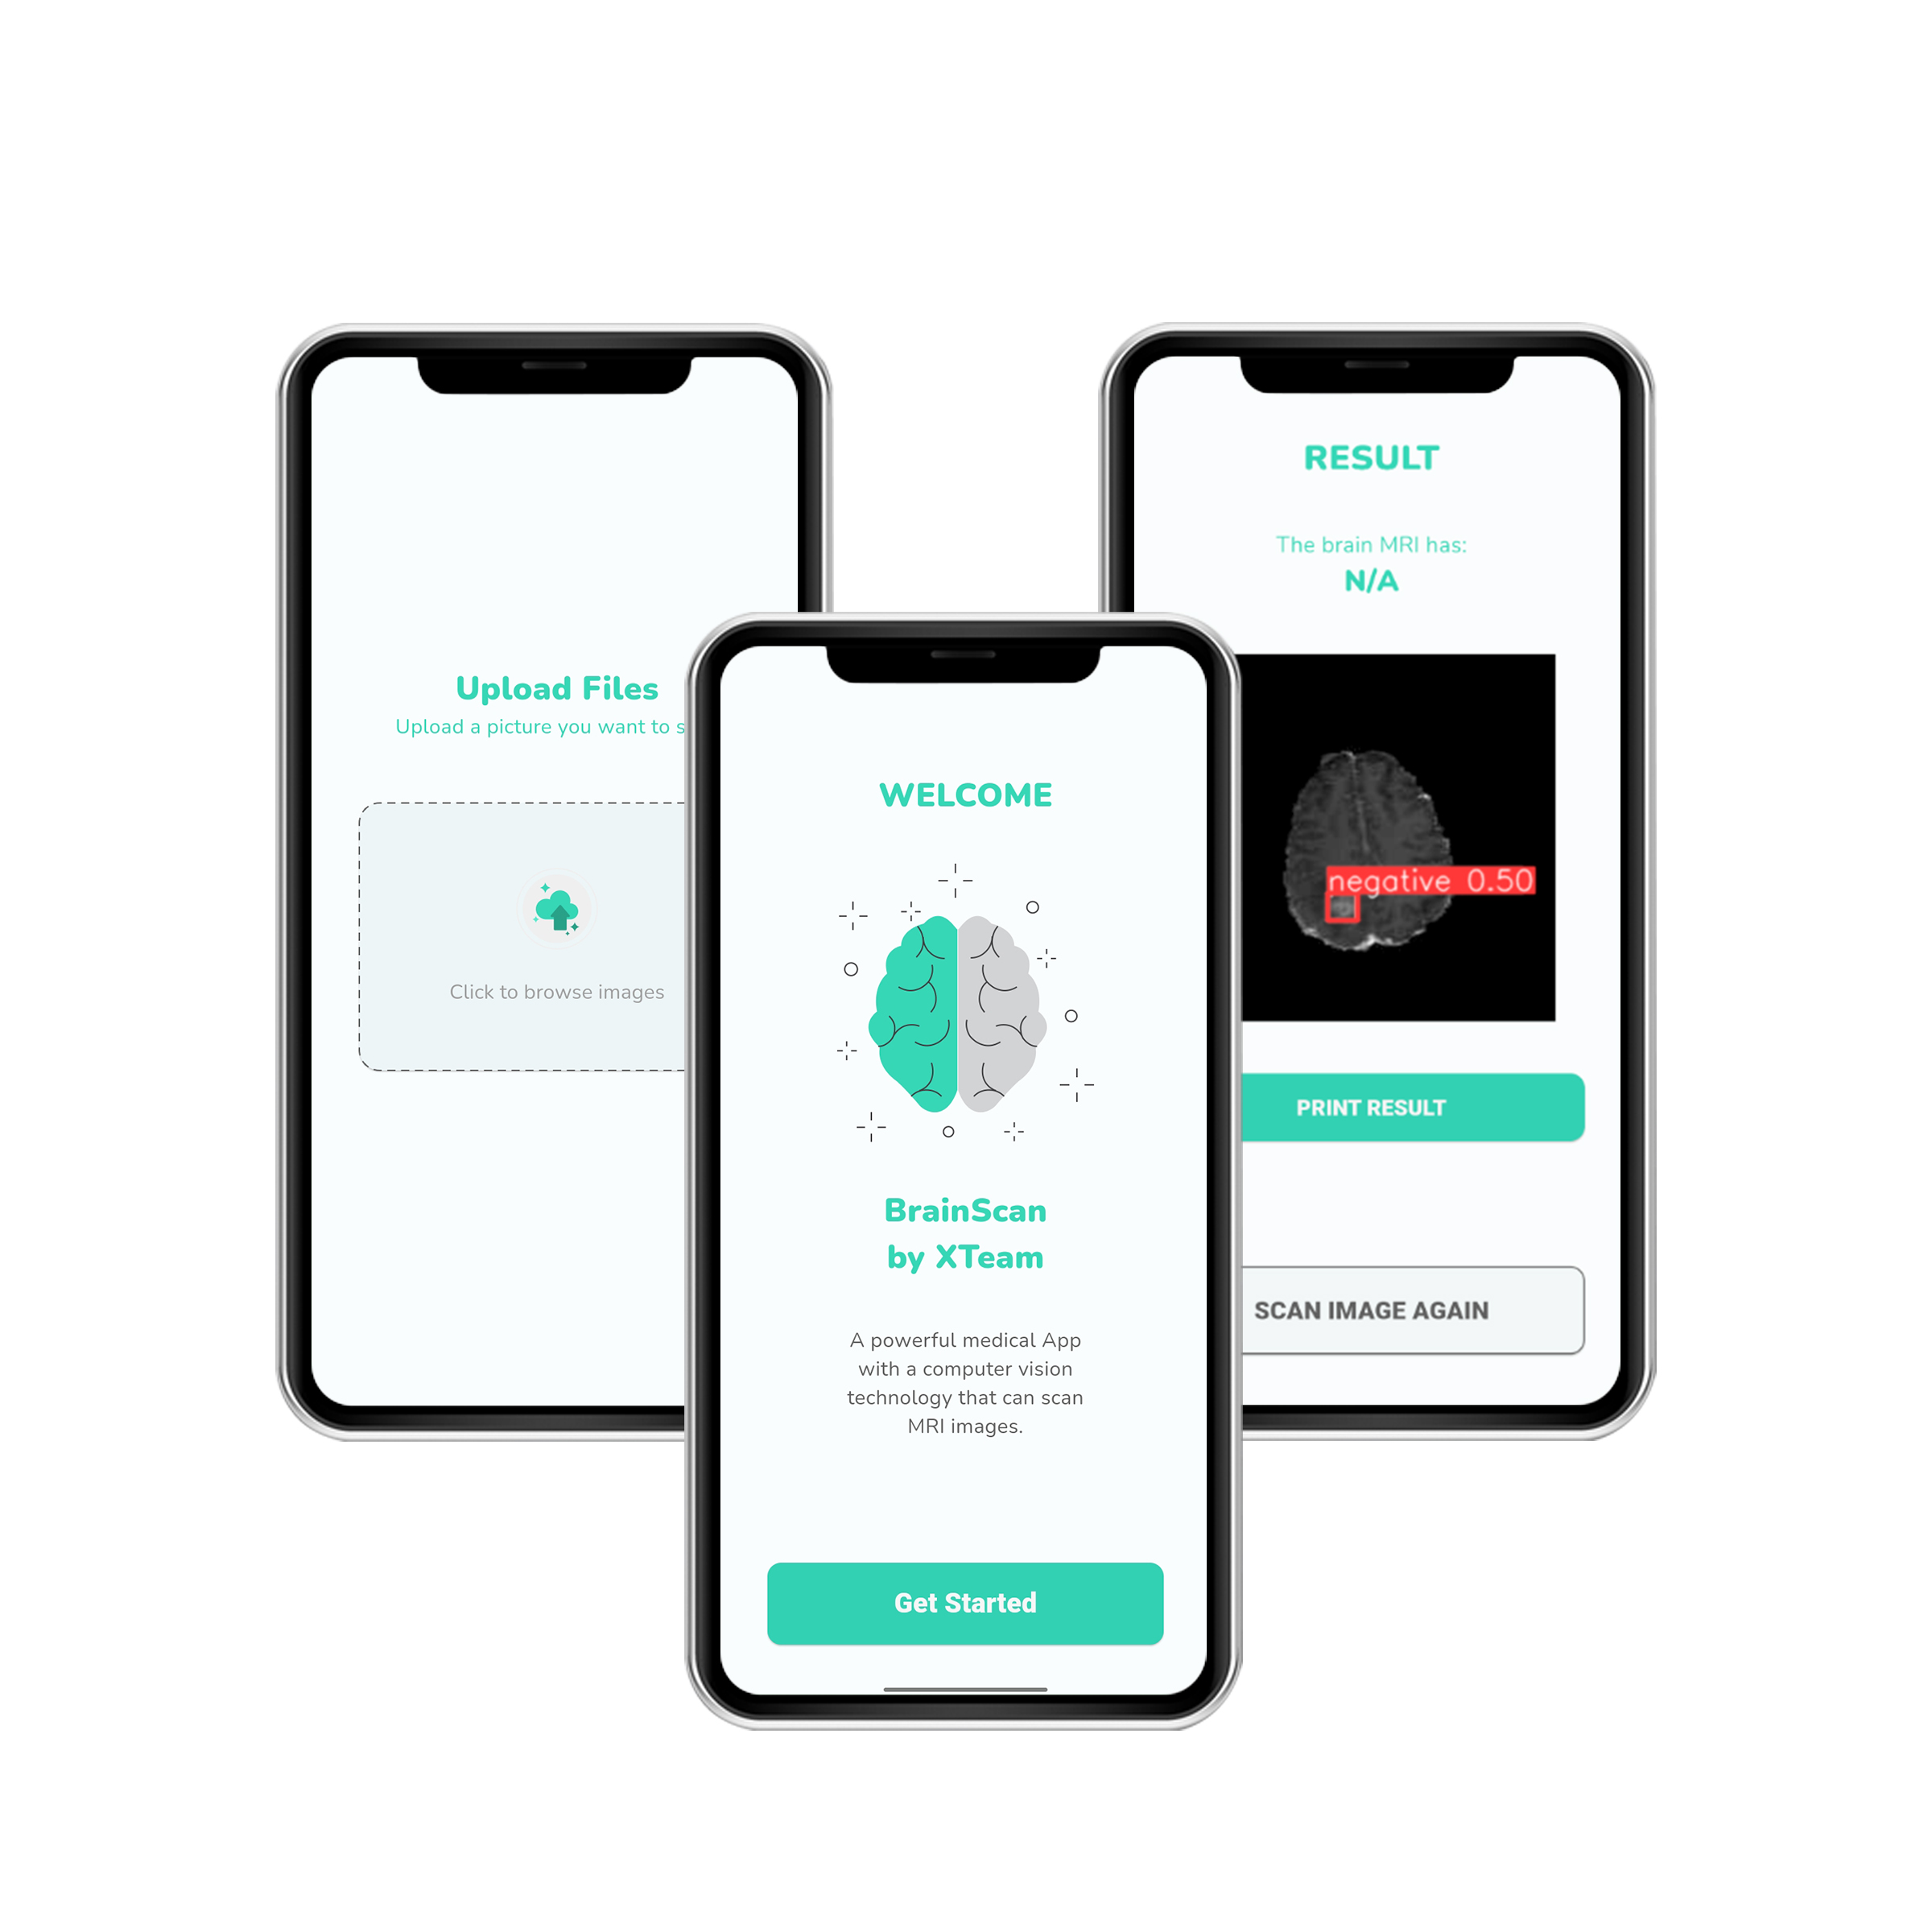 Upload Files
Upload a picture you want to
Click to browse images
WELCOME
BrainScan
by XTeam
A powerful medical App
with a computer vision
technology that can scan
MRI images.
Get Started
RESULT
The brain MRI has:
N/A
negative 0.50
PRINT RESULT
SCAN IMAGE AGAIN